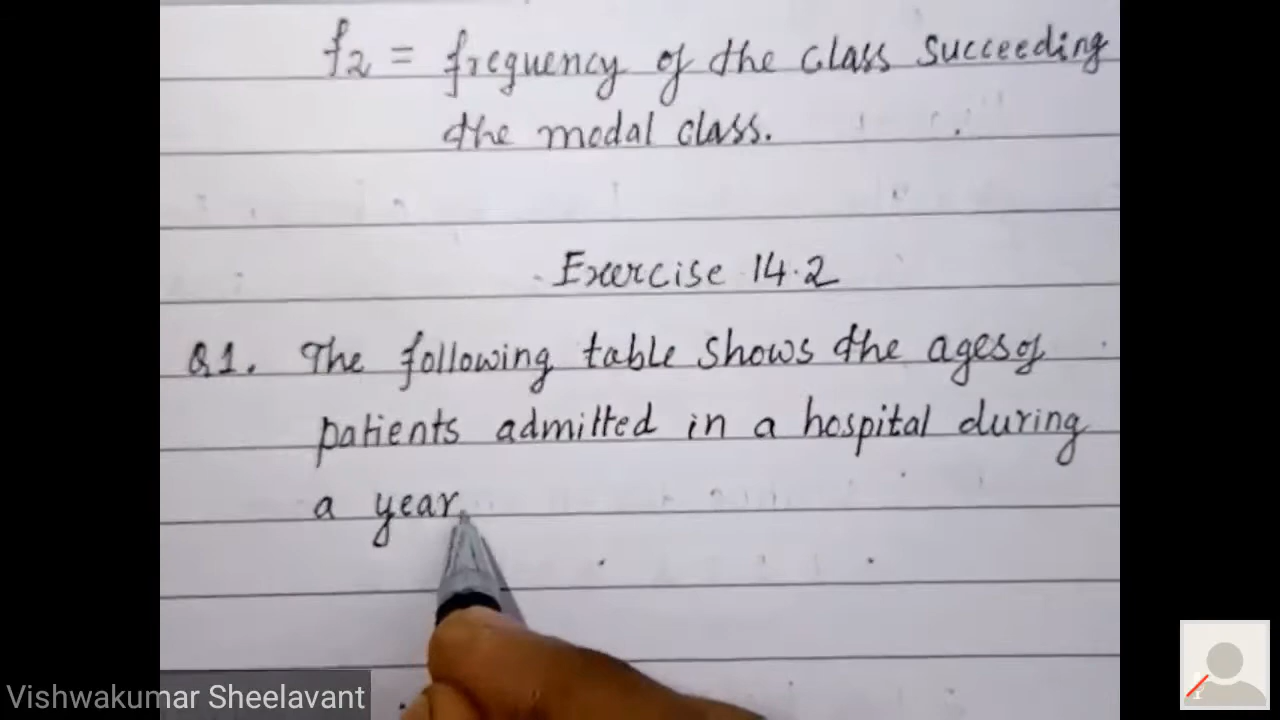 f2 = frequency of the class succeeding
the modal class.
Exercise 14.2
Q1. The following table shows the ages of
patients admitted in a hospital during
a year.
Vishwakumar Sheelavant